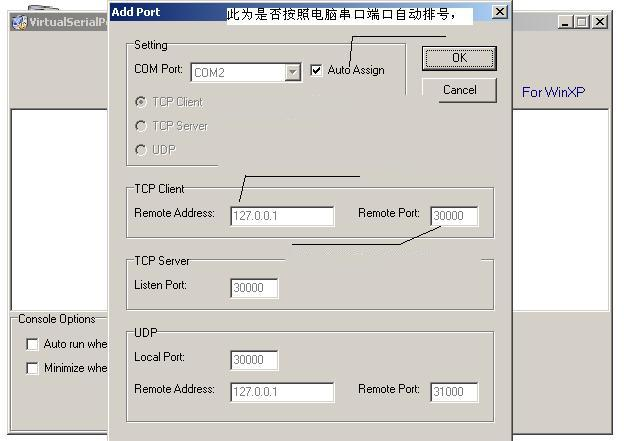 Add Port
此为是否按照电脑串口端口自动排号，
VirtualSerialPo
Setting
COM Port:
COM2
Auto Assign
OK
Cancel
For WinXP
TCP Client
TCP Server
UDP
TCP Client
Remote Address:
127.0.0.1
Remote Port:
30000
TCP Server
Listen Port:
30000
Console Options
UDP
Auto run whe
Local Port:
30000
Minimize whe
Remote Address:
127.0.0.1
Remote Port:
31000